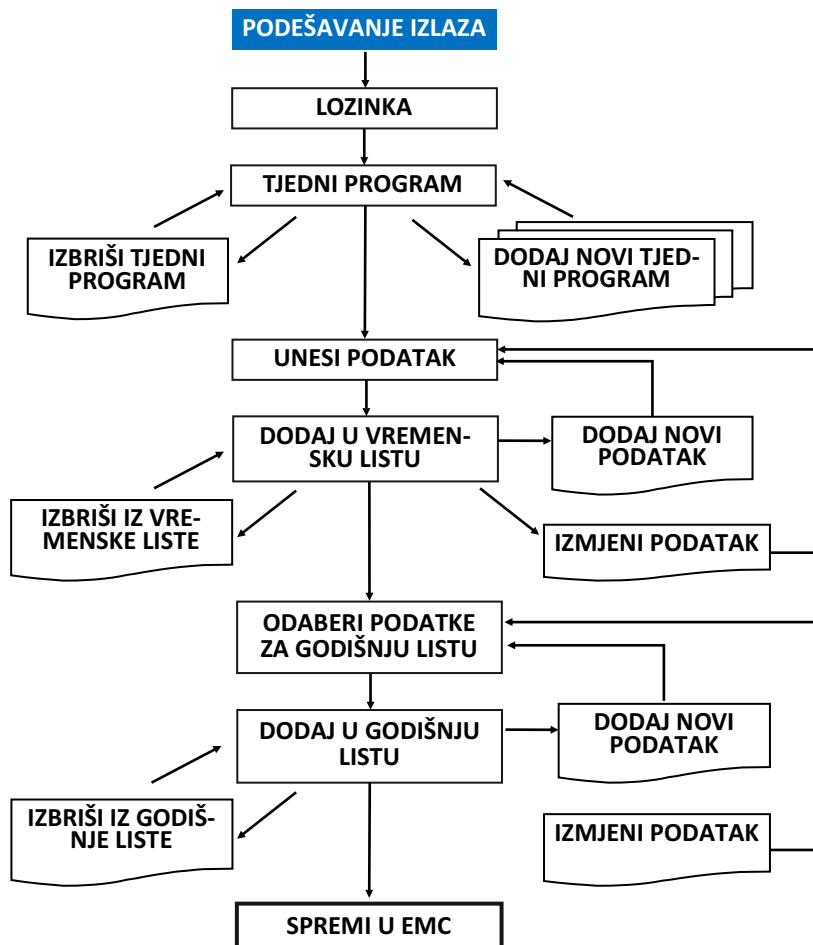 PODEŠAVANJE IZLAZA
LOZINKA
TJEDNI PROGRAM
IZBRIŠI TJEDNI
PROGRAM
DODAJ NOVI TJED-
NI PROGRAM
UNESI PODATAK
DODAJ U VREMEN-
SKU LISTU
DODAJ NOVI
PODATAK
IZBRIŠI IZ VRE-
MENSKE LISTE
IZMJENI PODATAK
ODABERI PODATKE
ZA GODIŠNJU LISTU
DODAJ U GODIŠNJU
LISTU
DODAJ NOVI
PODATAK
IZBRIŠI IZ GODIŠ-
NJE LISTE
IZMJENI PODATAK
SPREMI U EMC